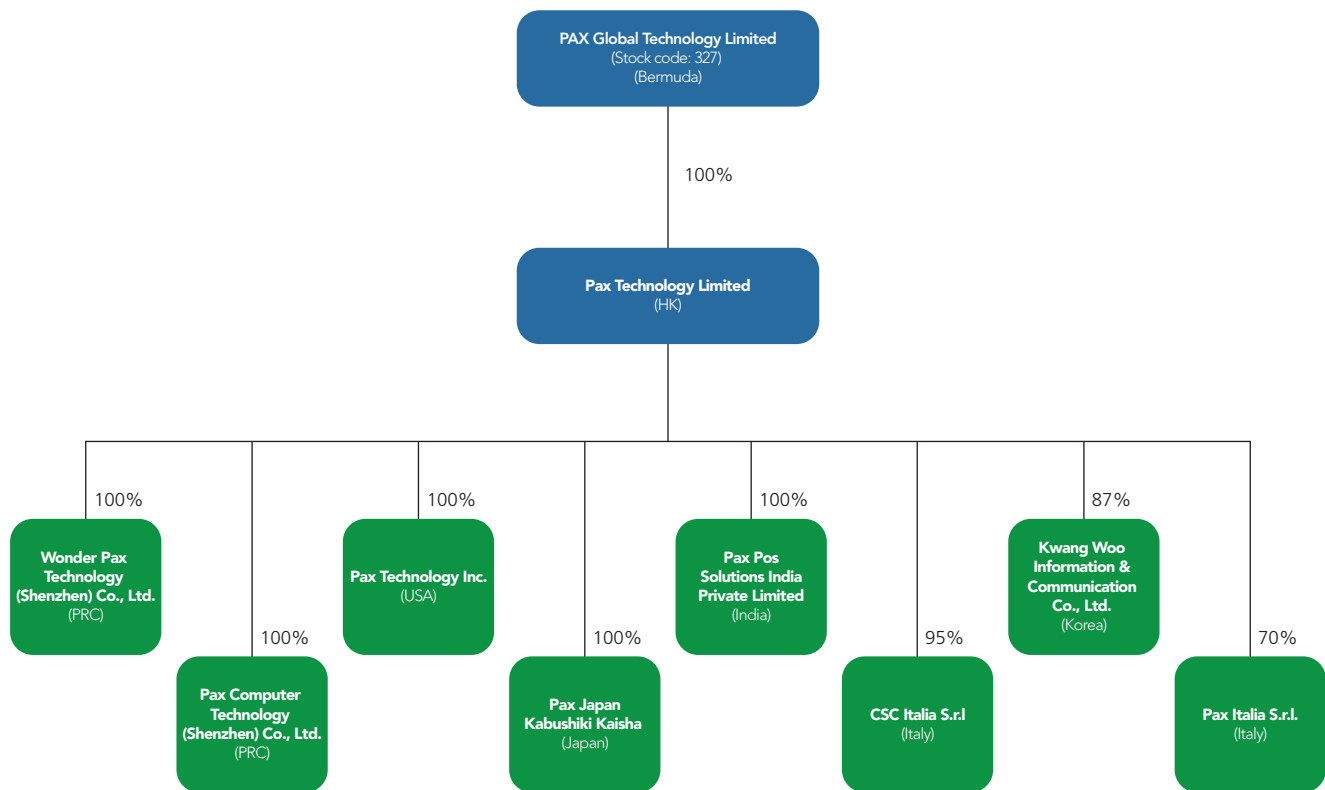 PAX Global Technology Limited
(Stock code: 327)
(Bermuda)
100%
Pax Technology Limited
(HK)
100%
Wonder Pax
Technology
(Shenzhen) Co., Ltd.
(PRC)
100%
Pax Computer
Technology
(Shenzhen) Co., Ltd.
(PRC)
100%
Pax Technology Inc.
(USA)
100%
Pax Japan
Kabushiki Kaisha
(Japan)
100%
Pax Pos
Solutions India
Private Limited
(India)
95%
CSC Italia S.r.l
(Italy)
87%
Kwang Woo
Information &
Communication
Co., Ltd.
(Korea)
70%
Pax Italia S.r.l.
(Italy)